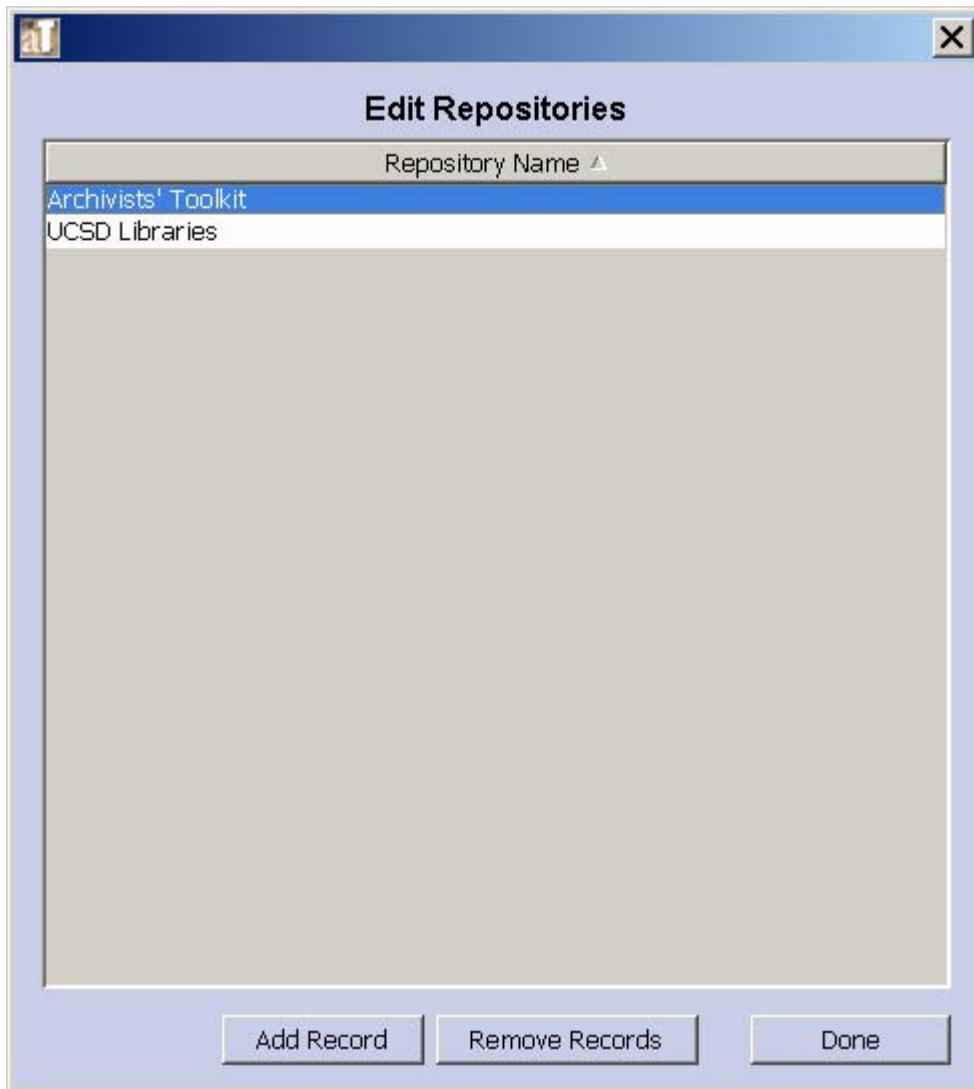 aT
Edit Repositories
Repository Name
Archivists' Toolkit
UCSD Libraries
Add Record
Remove Records
Done